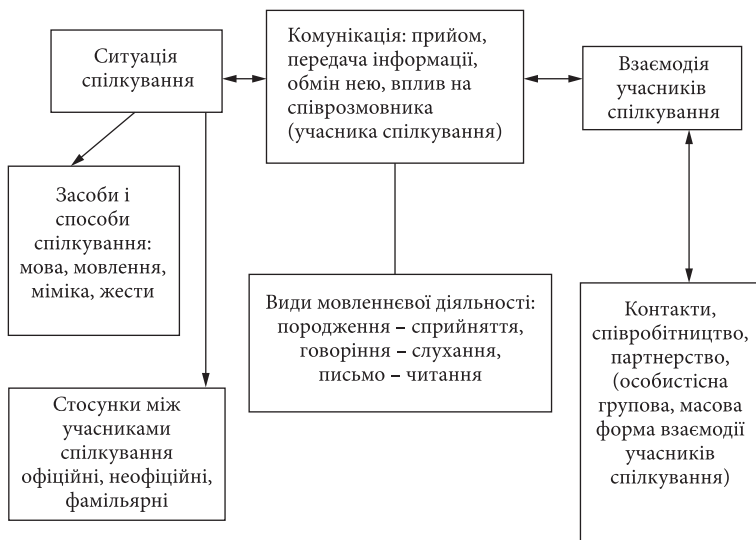 Ситуація
спілкування
Комунікація: прийом,
передача інформації,
обмін нею, вплив на
співрозмовника
(учасника спілкування)
Взаємодія
учасників
спілкування
Засоби і
способи
спілкування:
мова, мовлення,
міміка, жести
Види мовленнєвої діяльності:
породження – сприйняття,
говоріння – слухання,
письмо – читання
Контакти,
співробітництво,
партнерство,
(особистісна
групова, масова
форма взаємодії
учасників
спілкування)
Стосунки між
учасниками
спілкування
офіційні, неофіційні,
фамільярні